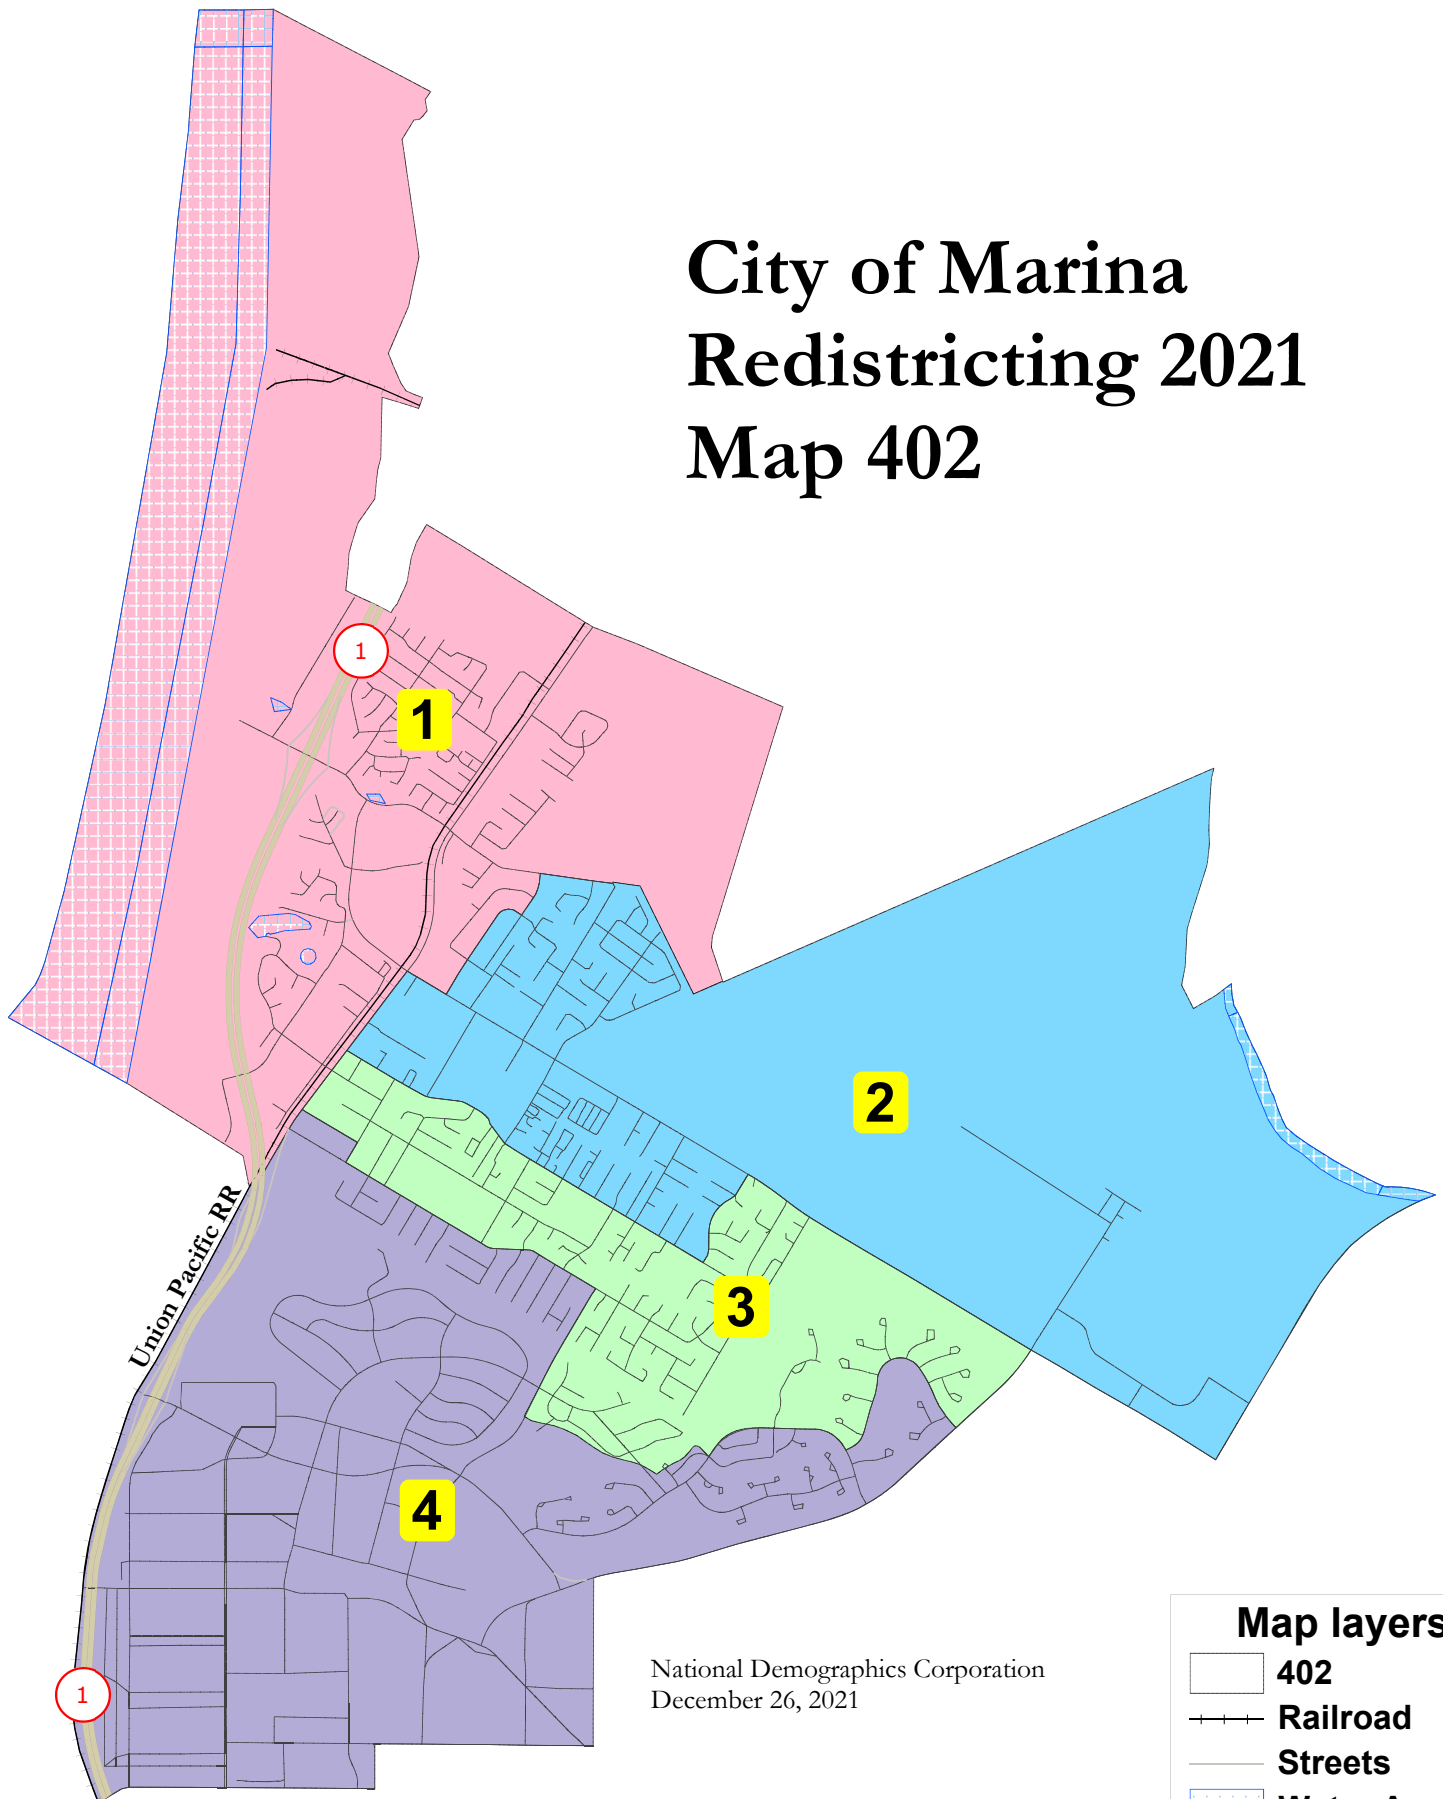 City of Marina
Redistricting 2021
Map 402
1
1
2
Union Pacific RR
3
4
1
National Demographics Corporation
December 26, 2021
Map layers
402
Railroad
Streets